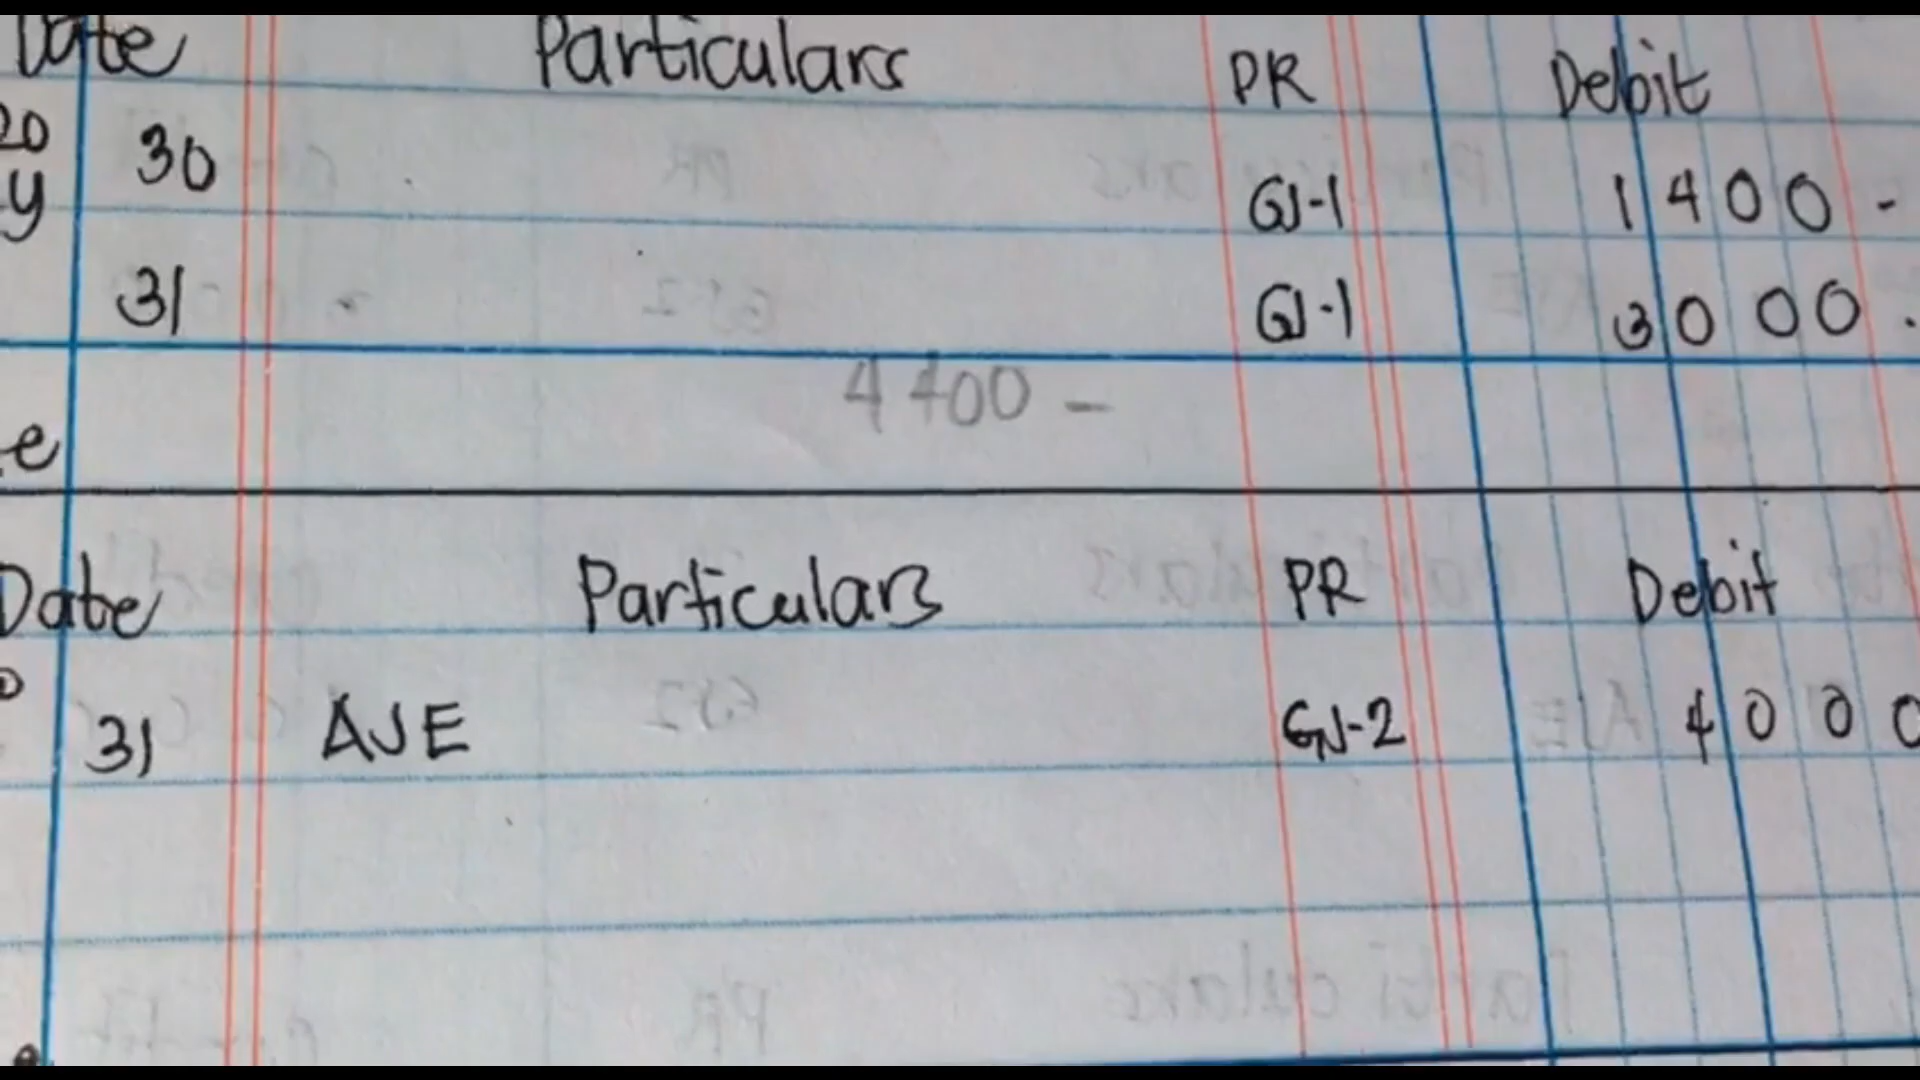 Date Particulars PR Debit
20 30
y GJ-1 1400-
31 GJ-1 3000.
4400 -
e
Date Particulars PR Debit
31 AJE GJ-2 4000